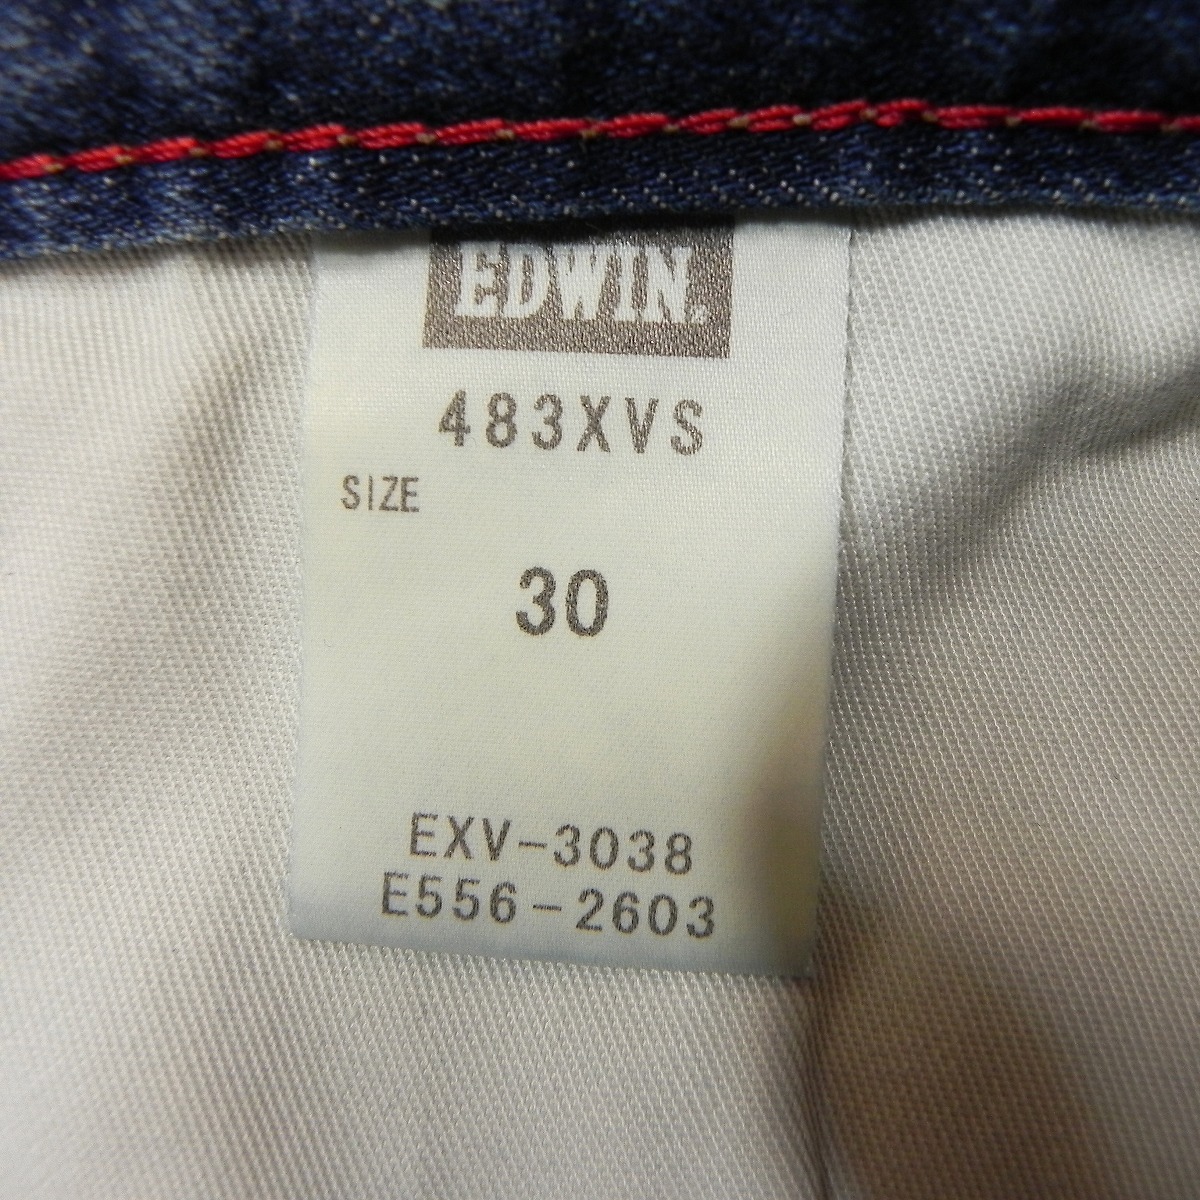 EDWIN.
483XVS
SIZE
30
EXV-3038
E556-2603